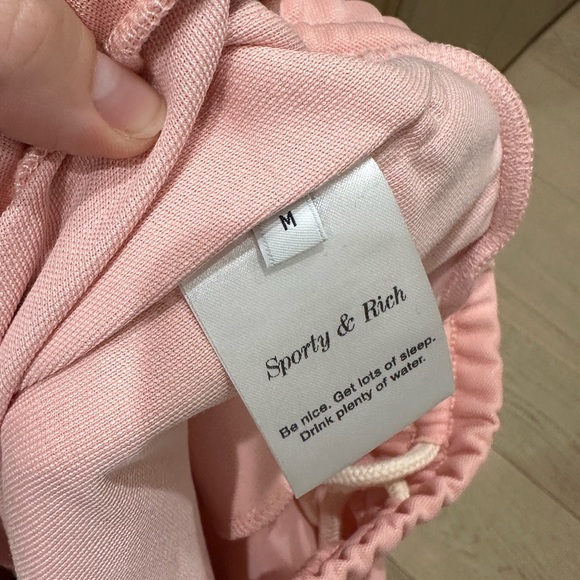 M
Sporty & Rich
Be nice. Get lots of sleep.
Drink plenty of water.